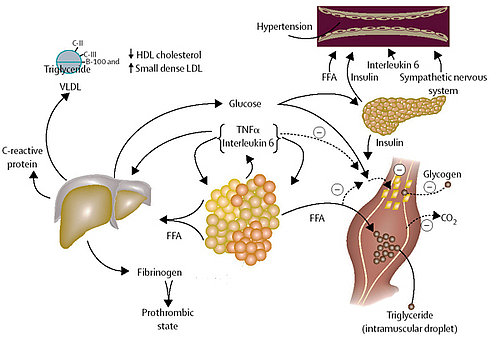 C-II
C-III
B-100 and
Triglyceride
VLDL
↓ HDL cholesterol
↑ Small dense LDL
Hypertension
FFA
Insulin
Interleukin 6
Sympathetic nervous
system
Glucose
TNFα
Interleukin 6
Insulin
C-reactive
protein
Glycogen
CO2
FFA
FFA
Fibrinogen
Prothrombic
state
Triglyceride
(intramuscular droplet)